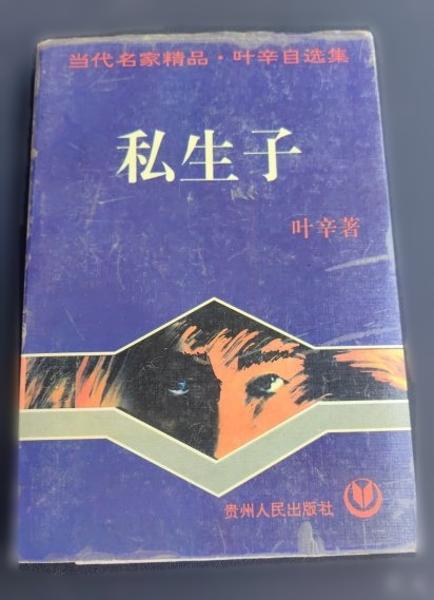 当代名家精品·叶辛自选集
私生子
叶辛著
贵州人民出版社